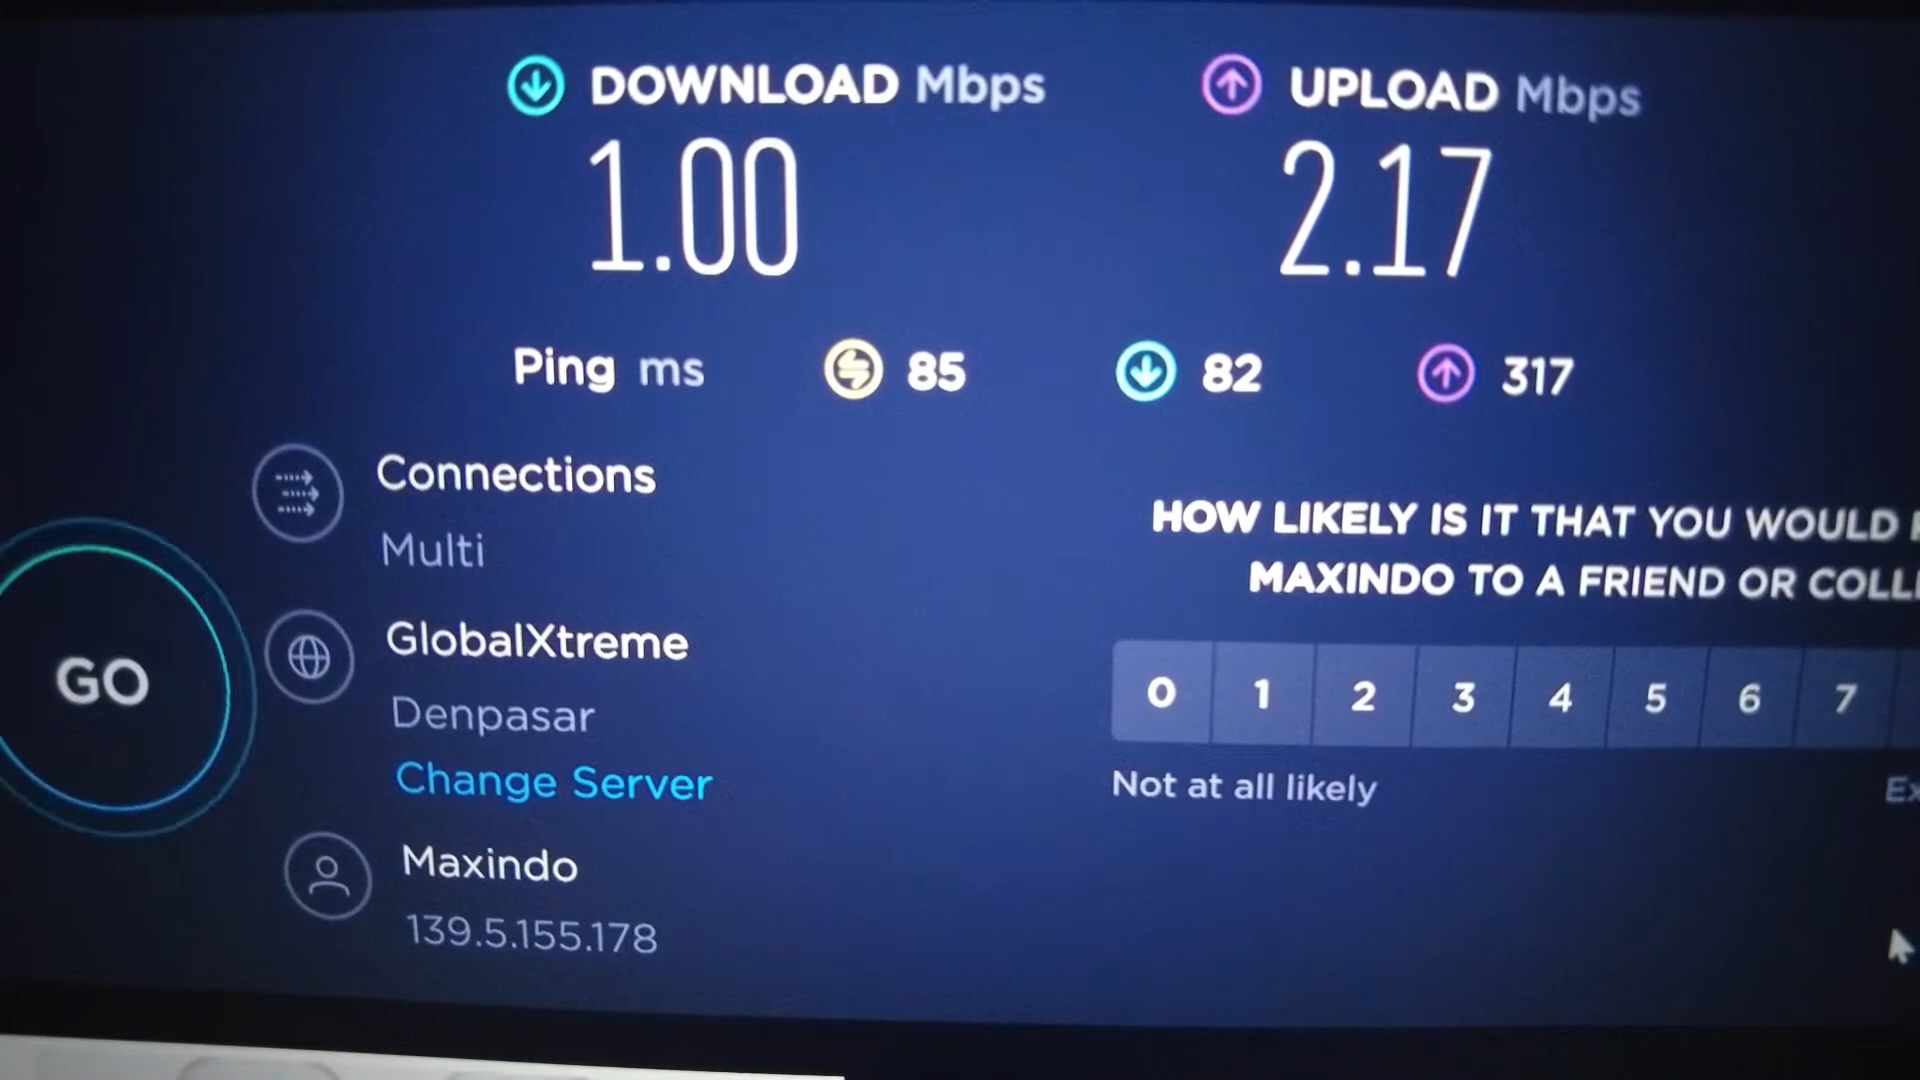 DOWNLOAD Mbps
1.00
UPLOAD Mbps
2.17
Ping ms 85 82 317
Connections
Multi
GlobalXtreme
Denpasar
Change Server
Maxindo
139.5.155.178
GO
HOW LIKELY IS IT THAT YOU WOULD
MAXINDO TO A FRIEND OR COLL
0 1 2 3 4 5 6 7
Not at all likely
Ex